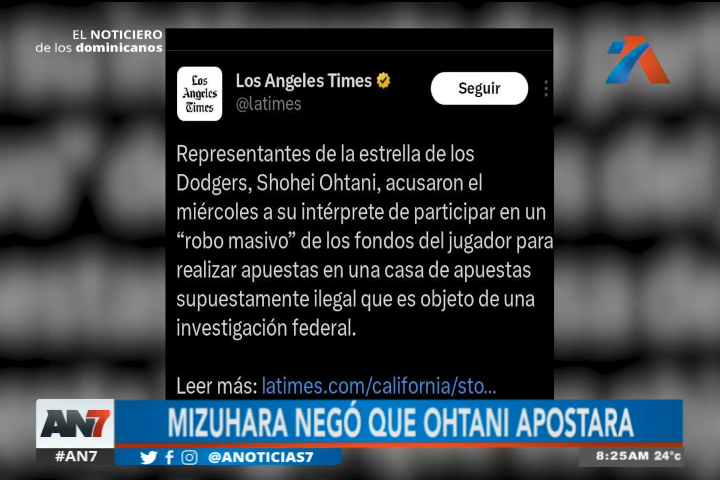 EL NOTICIERO
de los dominicanos
Los
Angeles
Times
Los Angeles Times
@latimes
Seguir
Representantes de la estrella de los
Dodgers, Shohei Ohtani, acusaron el
miércoles a su intérprete de participar en un
“robo masivo” de los fondos del jugador para
realizar apuestas en una casa de apuestas
supuestamente ilegal que es objeto de una
investigación federal.
Leer más: latimes.com/california/sto...
AN7
MIZUHARA NEGÓ QUE OHTANI APOSTARA
#AN7
@ANOTICIAS7
8:25AM 24°c